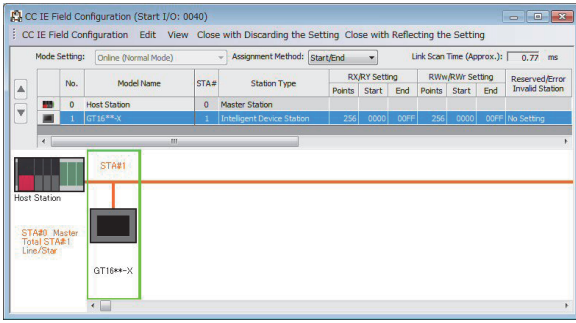 CC IE Field Configuration (Start I/O: 0040)
CC IE Field Configuration Edit View Close with Discarding the Setting Close with Reflecting the Setting
Mode Setting: Online (Normal Mode) Assignment Method: Start/End Link Scan Time (Approx.): 0.77 ms
No. Model Name STA# Station Type RX/RY Setting RWw/RWr Setting Reserved/Error Invalid Station
Points Start End Points Start End
0 Host Station 0 Master Station
1 GT16**-X 1 Intelligent Device Station 256 0000 00FF 256 0000 00FF No Setting
STA#1
Host Station
STA#0 Master
Total STA#:1
Line/Star
GT16**-X